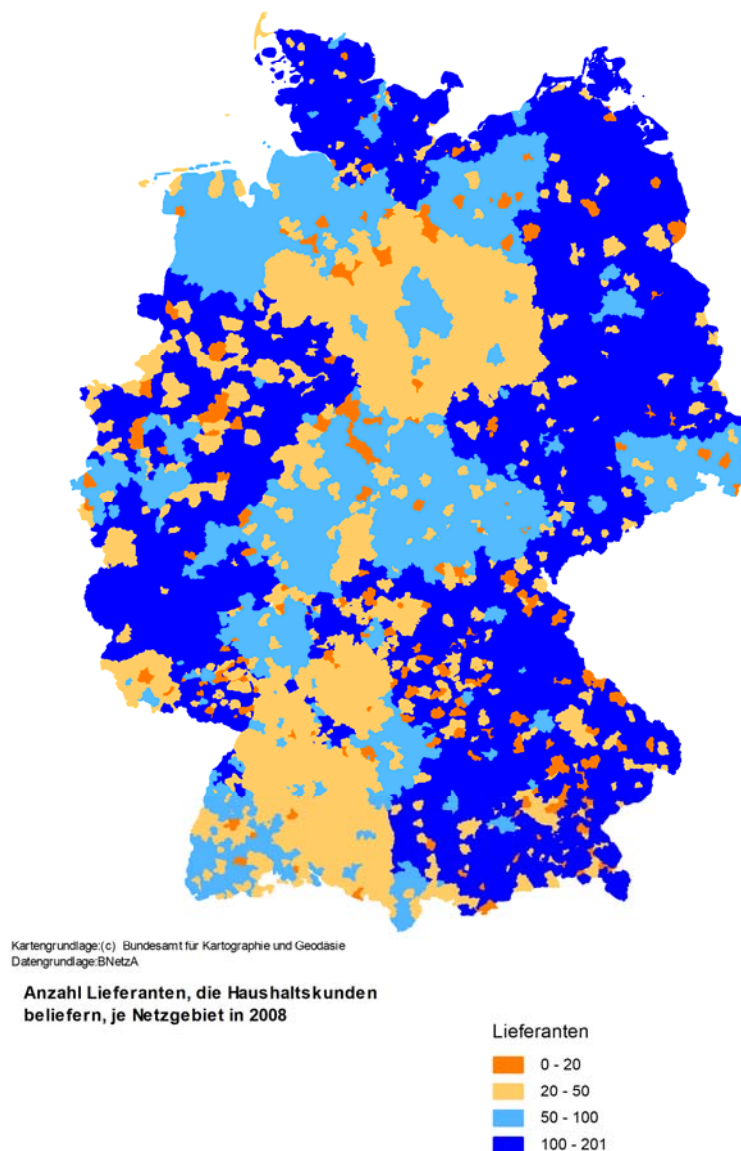 Kartengrundlage:(c) Bundesamt für Kartographie und Geodäsie
Datengrundlage:BNetzA
Anzahl Lieferanten, die Haushaltskunden
beliefern, je Netzgebiet in 2008
Lieferanten
0 - 20
20 - 50
50 - 100
100 - 201